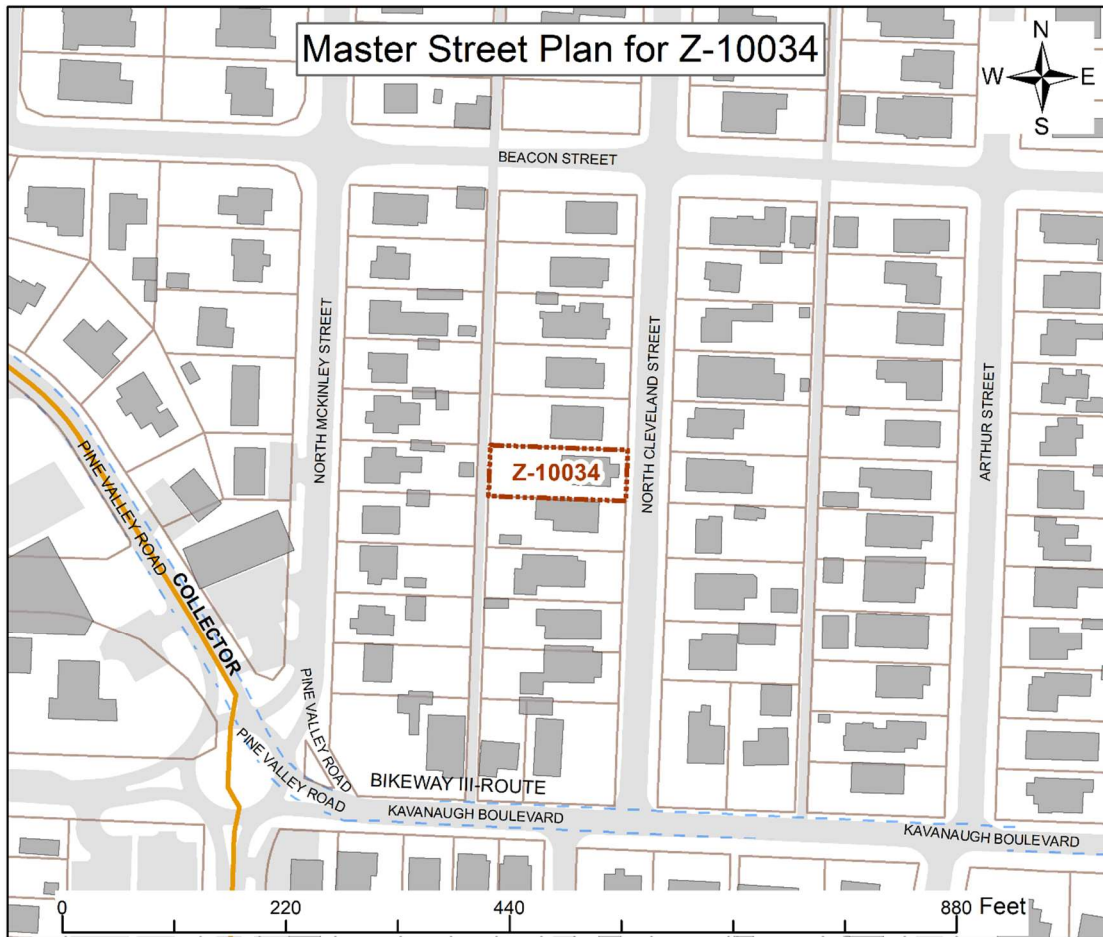 Master Street Plan for Z-10034
N
W E
S
BEACON STREET
NORTH MCKINLEY STREET
NORTH CLEVELAND STREET
ARTHUR STREET
Z-10034
PINE VALLEY ROAD
COLLECTOR
PINE VALLEY ROAD
PINE VALLEY ROAD
BIKEWAY III-ROUTE
KAVANAUGH BOULEVARD
KAVANAUGH BOULEVARD
0 220 440 880 Feet